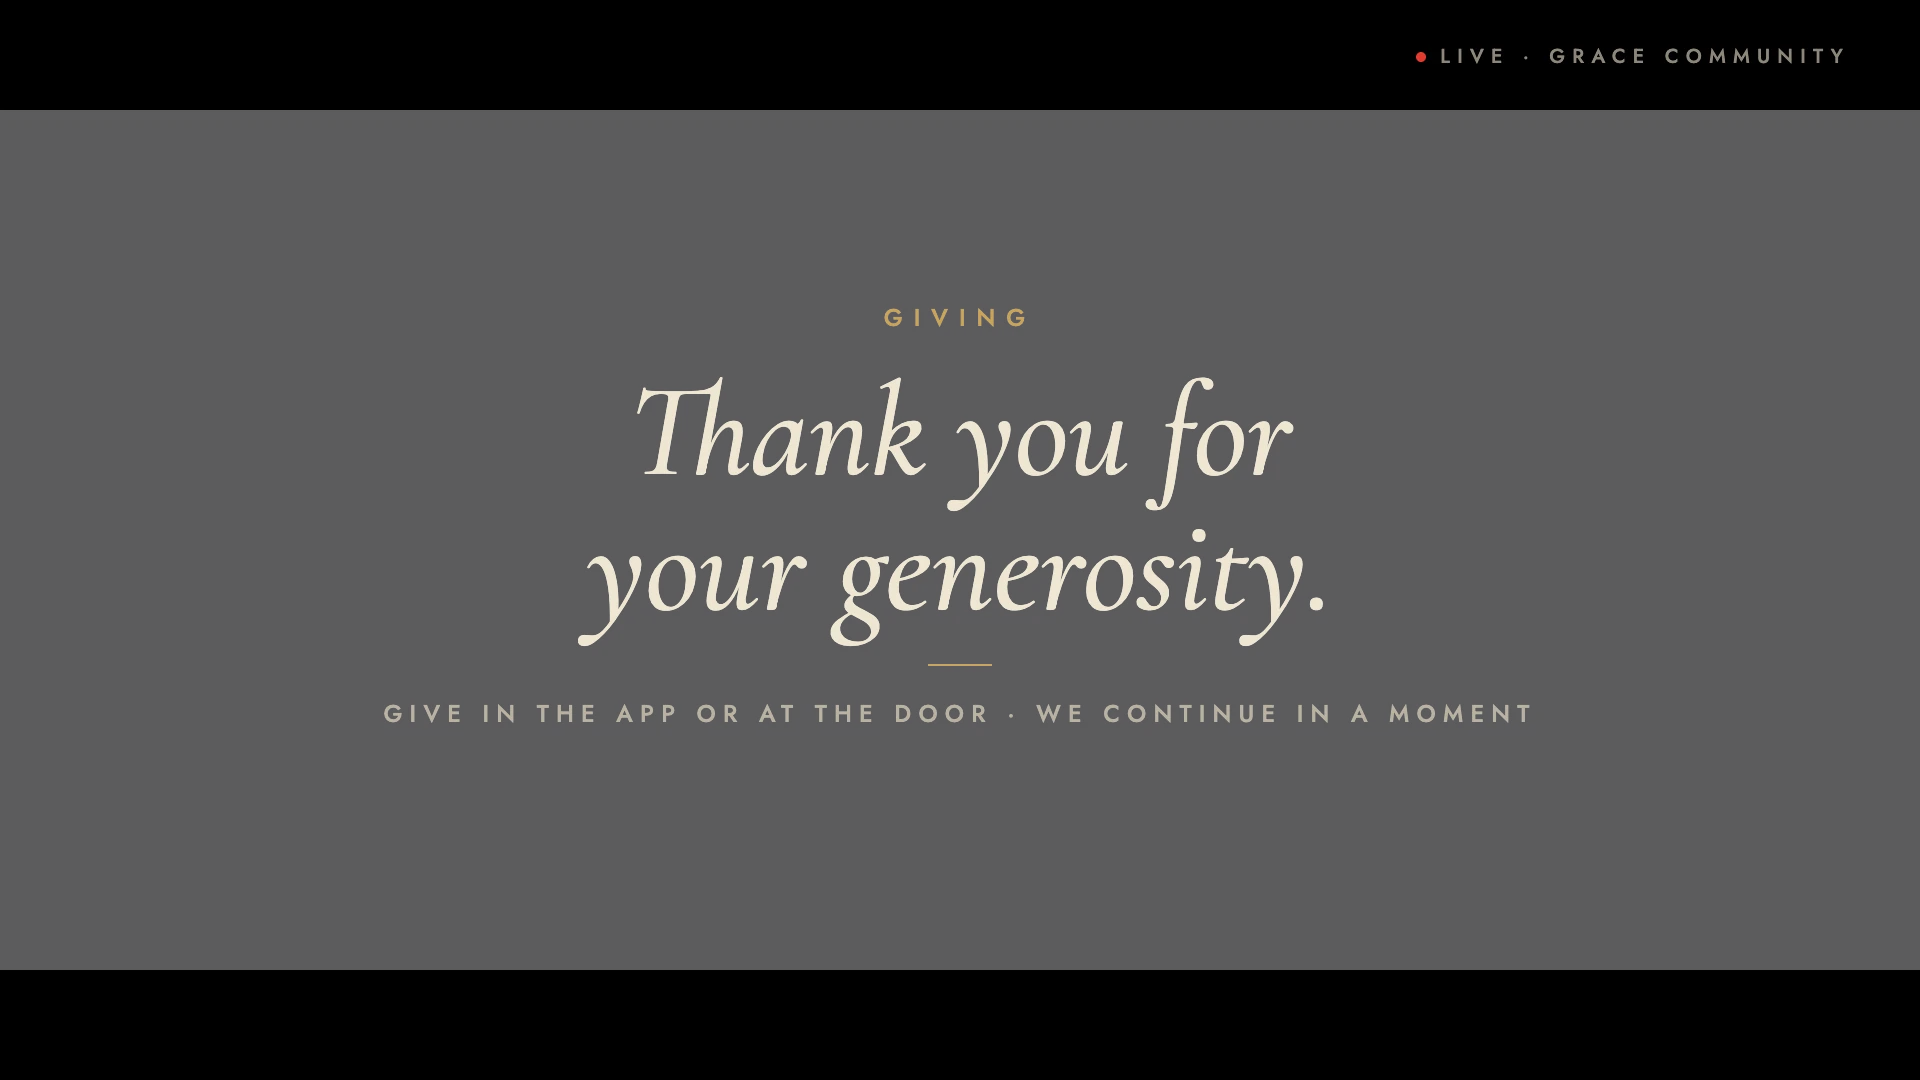 LIVE · GRACE COMMUNITY
GIVING
Thank you for
your generosity.
GIVE IN THE APP OR AT THE DOOR · WE CONTINUE IN A MOMENT